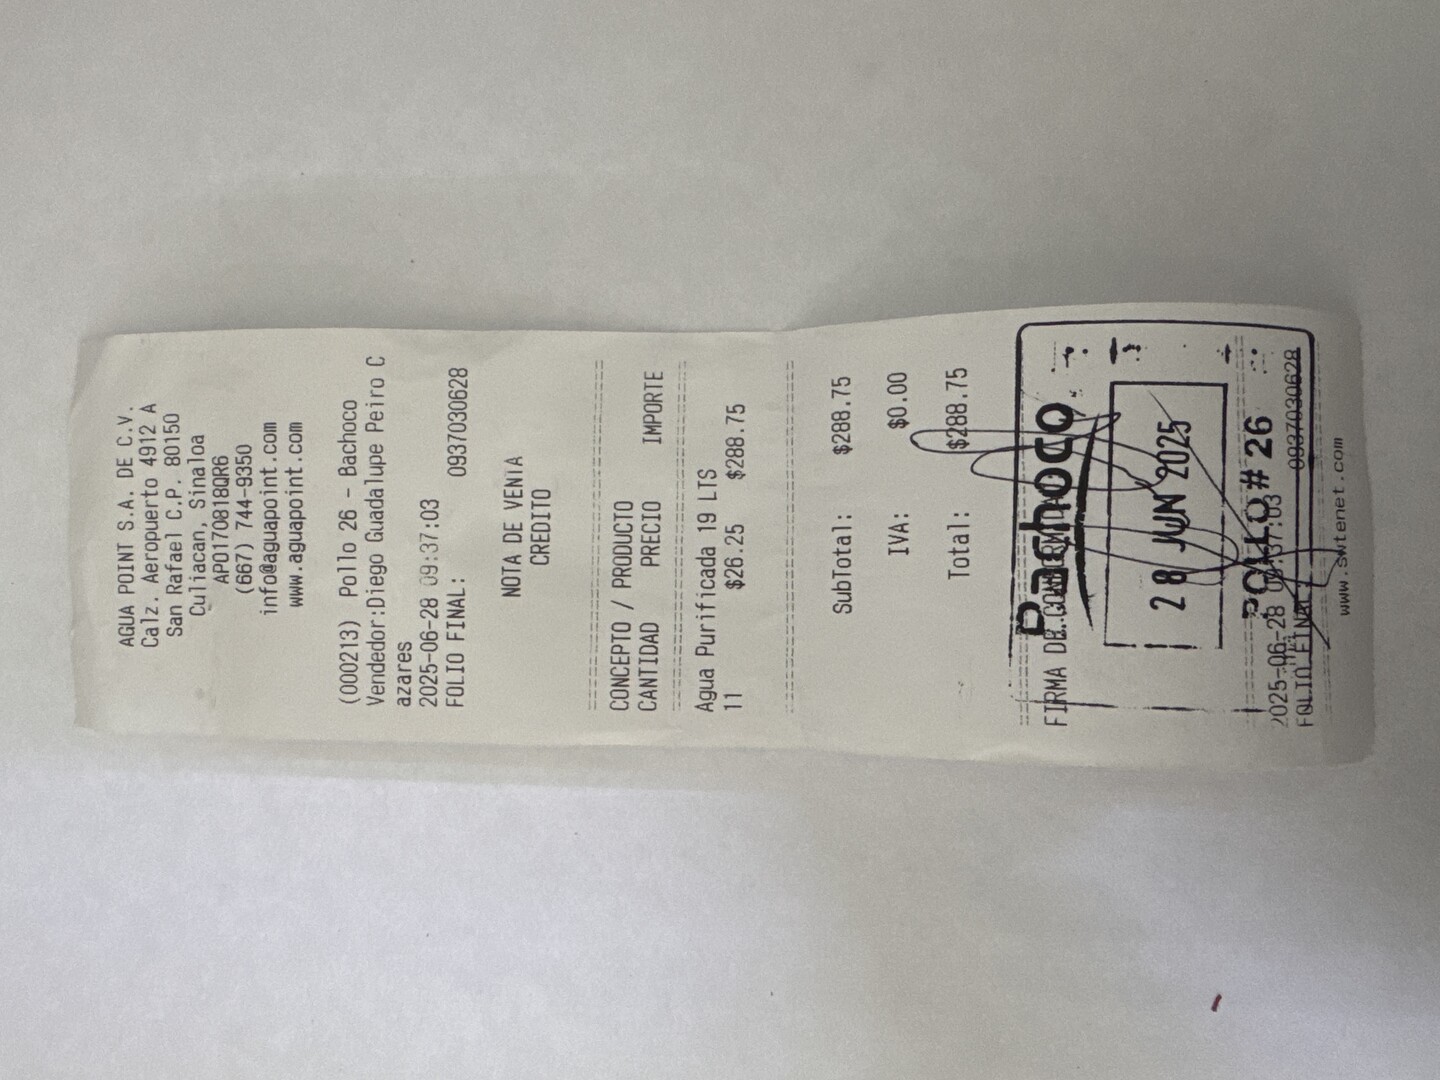 AGUA POINT S.A. DE C.V.
Calz. Aeropuerto 4912 A
San Rafael C.P. 80150
Culiacan, Sinaloa
APO170818QR6
(667) 744-9350
info@aguapoint.com
www.aguapoint.com
(000213) Pollo 26 - Bachoco
Vendedor:Diego Guadalupe Peiro C
azares
2025-06-28 09:37:03
FOLIO FINAL: 0937030628
NOTA DE VENTA
CREDITO
CONCEPTO / PRODUCTO
CANTIDAD PRECIO IMPORTE
Agua Purificada 19 LTS
11 $26.25 $288.75
SubTotal: $288.75
IVA: $0.00
Total: $288.75
Bachoco
FIRMA DE
28 JUN 2025
POLLO # 26
2025-06-28 09:37:03
FOLIO FINAL 0937030628
www.swtenet.com